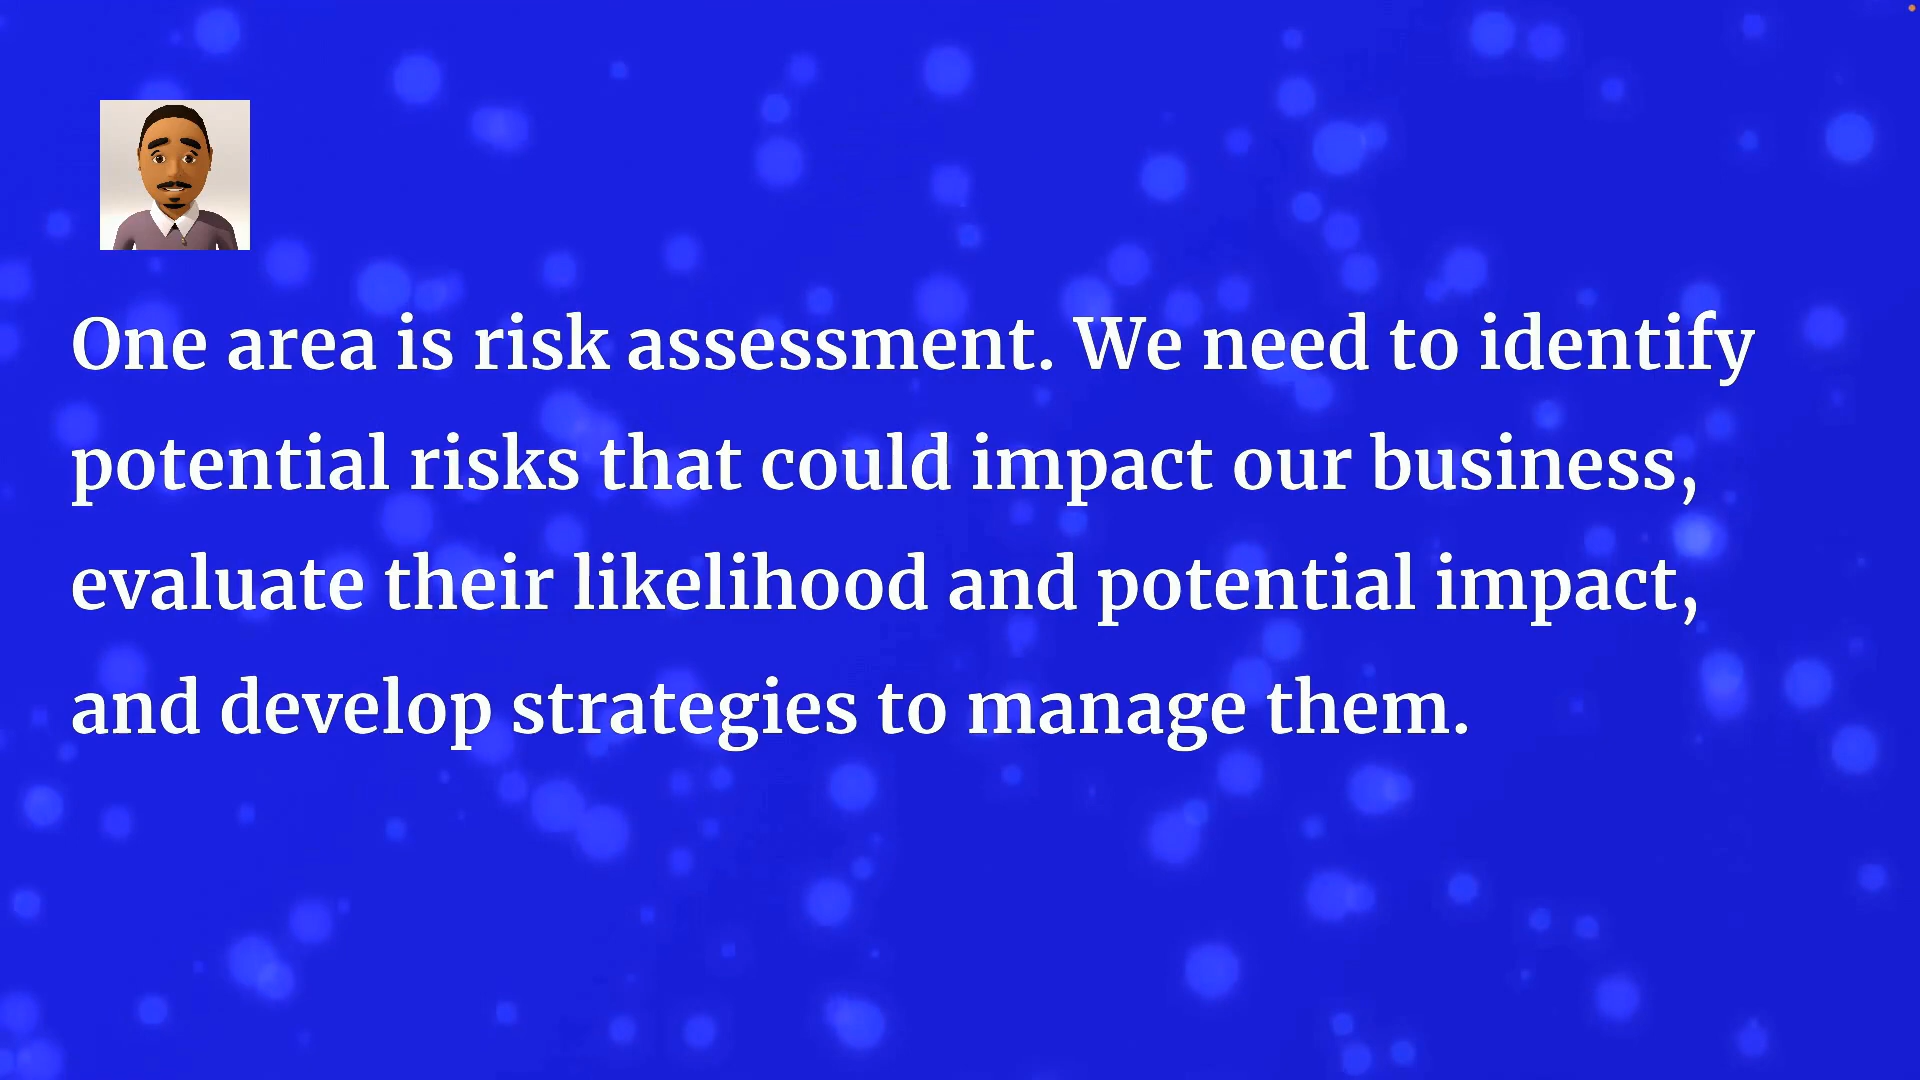 One area is risk assessment. We need to identify
potential risks that could impact our business,
evaluate their likelihood and potential impact,
and develop strategies to manage them.